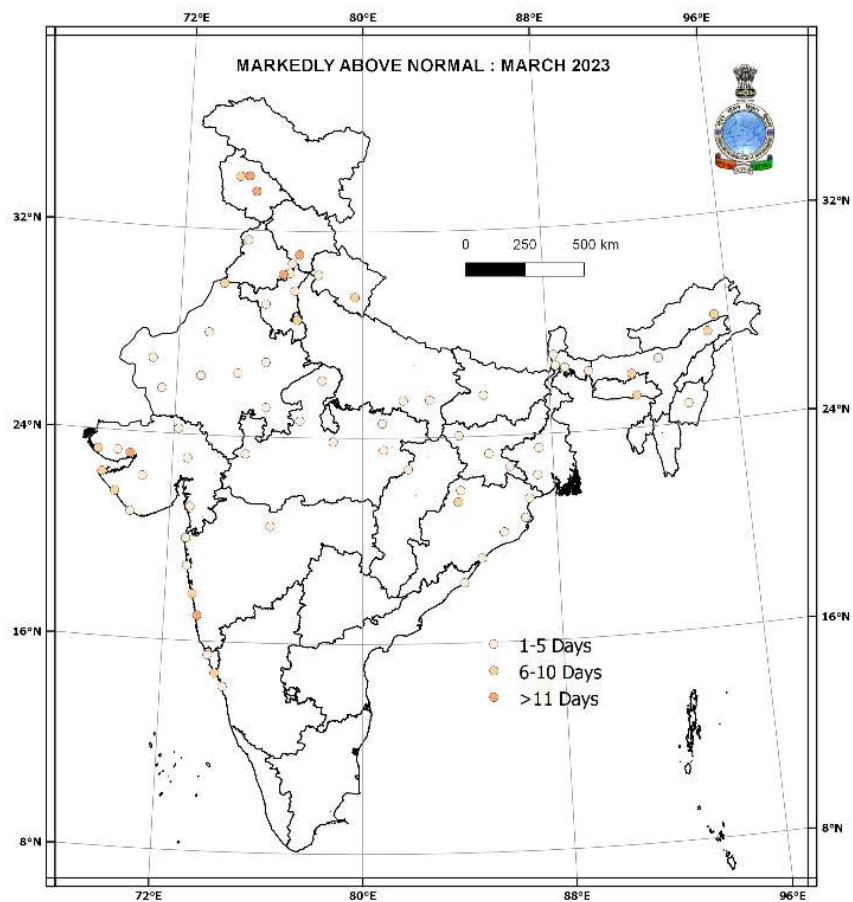 72°E 80°E 88°E 96°E
MARKEDLY ABOVE NORMAL : MARCH 2023
32°N 32°N
0 250 500 km
24°N 24°N
16°N 16°N
1-5 Days
6-10 Days
>11 Days
8°N 8°N
72°E 80°E 88°E 96°E